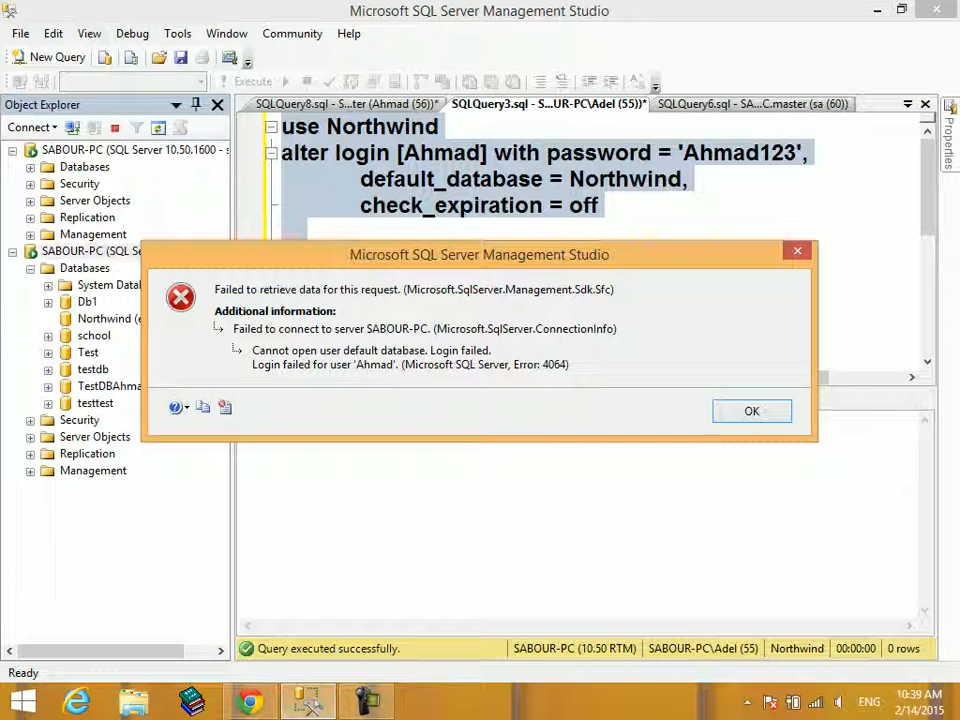 Microsoft SQL Server Management Studio
File Edit View Debug Tools Window Community Help
New Query
Execute
Object Explorer
SQLQuery8.sql - S...ter (Ahmad (56))*
SQLQuery3.sql - S...UR-PC\Adel (55))*
SQLQuery6.sql - SA...C.master (sa (60))
Connect
SABOUR-PC (SQL Server 10.50.1600 - s
Databases
Security
Server Objects
Replication
Management
SABOUR-PC (SQL Se
Databases
System Datal
Db1
Northwind (e
school
Test
testdb
TestDBAhma
testtest
Security
Server Objects
Replication
Management
use Northwind
alter login [Ahmad] with password = 'Ahmad123',
default_database = Northwind,
check_expiration = off
Properties
Microsoft SQL Server Management Studio
Failed to retrieve data for this request. (Microsoft.SqlServer.Management.Sdk.Sfc)
Additional information:
Failed to connect to server SABOUR-PC. (Microsoft.SqlServer.ConnectionInfo)
Cannot open user default database. Login failed.
Login failed for user 'Ahmad'. (Microsoft SQL Server, Error: 4064)
OK
Query executed successfully.
SABOUR-PC (10.50 RTM)
SABOUR-PC\Adel (55)
Northwind
00:00:00
0 rows
Ready
ENG
10:39 AM
2/14/2015